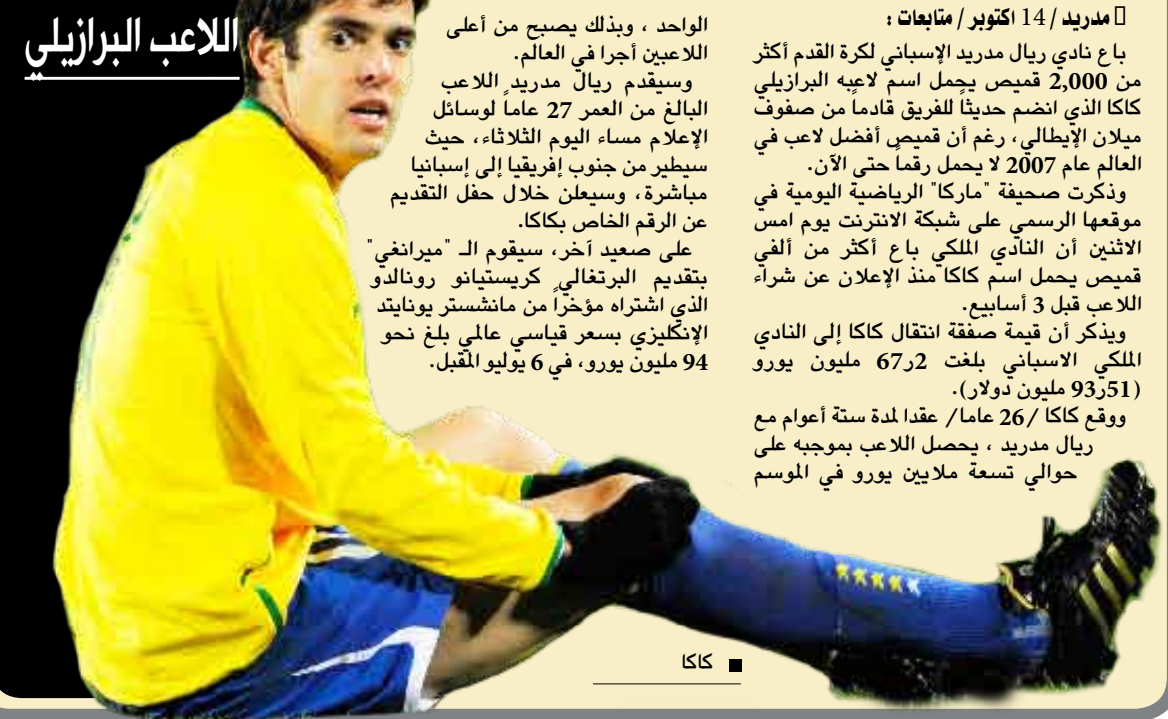 اللاعب البرازيلي
مدريد / 14 اكتوبر / متابعات :
باع نادي ريال مدريد الإسباني لكرة القدم أكثر
من 2,000 قميص يحمل اسم لاعبه البرازيلي
كاكا الذي انضم حديثاً للفريق قادماً من صفوف
ميلان الإيطالي، رغم أن قميص أفضل لاعب في
العالم عام 2007 لا يحمل رقماً حتى الآن.
وذكرت صحيفة "ماركا" الرياضية اليومية في
موقعها الرسمي على شبكة الانترنت يوم امس
الاثنين أن النادي الملكي باع أكثر من ألفي
قميص يحمل اسم كاكا منذ الإعلان عن شراء
اللاعب قبل 3 أسابيع.
ويذكر أن قيمة صفقة انتقال كاكا إلى النادي
الملكي الاسباني بلغت 2ر67 مليون يورو
(51ر93 مليون دولار).
ووقع كاكا /26 عاما/ عقدا لمدة ستة أعوام مع
ريال مدريد ، يحصل اللاعب بموجبه على
حوالي تسعة ملايين يورو في الموسم
الواحد ، وبذلك يصبح من أعلى
اللاعبين أجرا في العالم.
وسيقدم ريال مدريد اللاعب
البالغ من العمر 27 عاماً لوسائل
الإعلام مساء اليوم الثلاثاء، حيث
سيطير من جنوب إفريقيا إلى إسبانيا
مباشرة، وسيعلن خلال حفل التقديم
عن الرقم الخاص بكاكا.
على صعيد آخر، سيقوم الـ "ميرانغي"
بتقديم البرتغالي كريستيانو رونالدو
الذي اشتراه مؤخراً من مانشستر يونايتد
الإنكليزي بسعر قياسي عالمي بلغ نحو
94 مليون يورو، في 6 يوليو المقبل.
كاكا